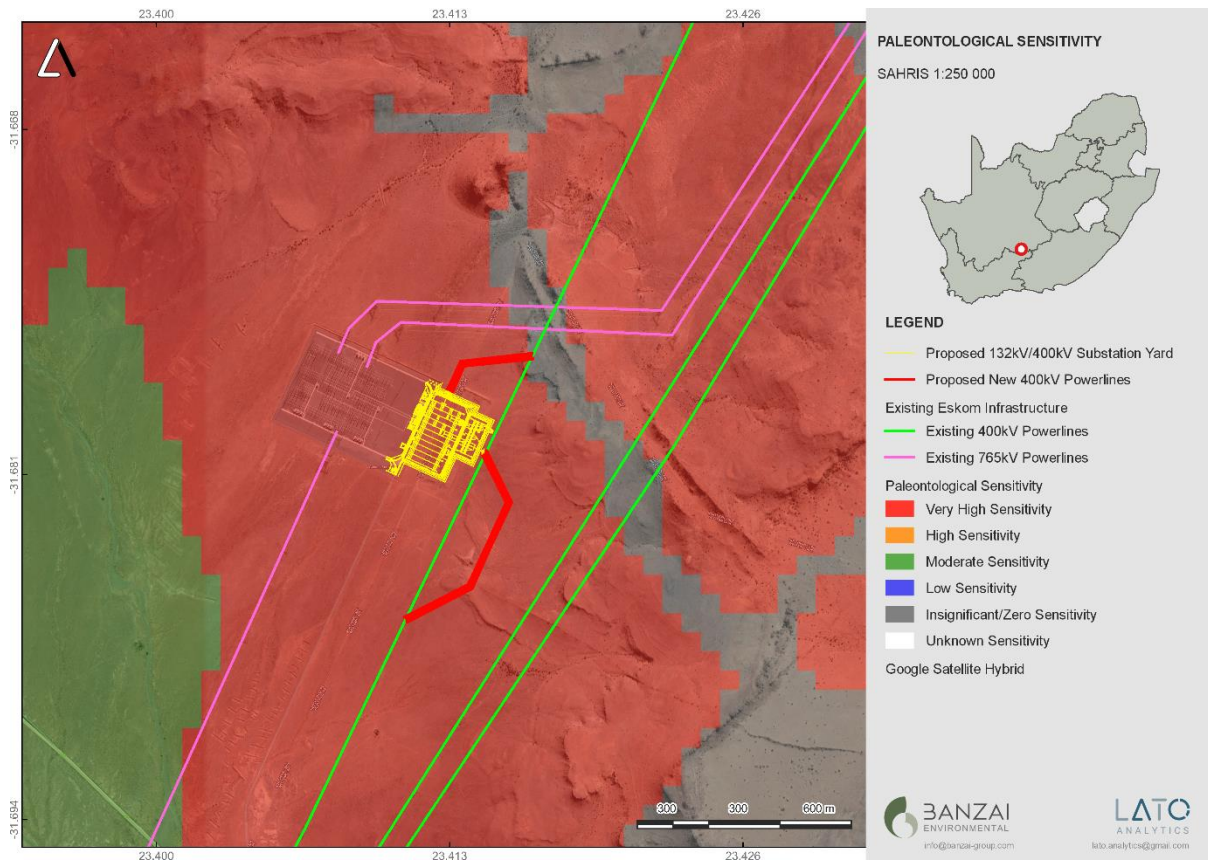 23.400
23.413
23.426
-31.668
-31.681
-31.694
300
300
600 m
23.400
23.413
23.426
PALEONTOLOGICAL SENSITIVITY
SAHRIS 1:250 000
LEGEND
Proposed 132kV/400kV Substation Yard
Proposed New 400kV Powerlines
Existing Eskom Infrastructure
Existing 400kV Powerlines
Existing 765kV Powerlines
Paleontological Sensitivity
Very High Sensitivity
High Sensitivity
Moderate Sensitivity
Low Sensitivity
Insignificant/Zero Sensitivity
Unknown Sensitivity
Google Satellite Hybrid
BANZAI
ENVIRONMENTAL
info@banzai-group.com
LATO
ANALYTICS
lato.analytics@gmail.com